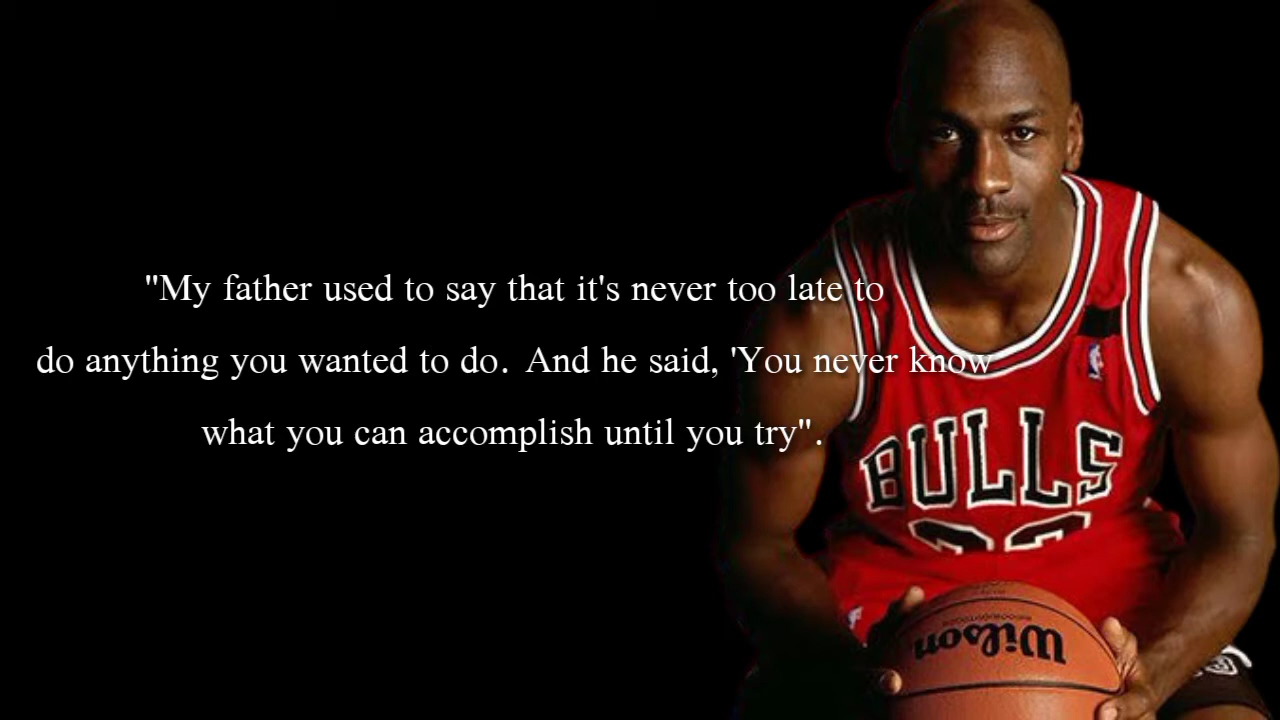 "My father used to say that it's never too late to
do anything you wanted to do. And he said, 'You never know
what you can accomplish until you try".
BULLS
Wilson